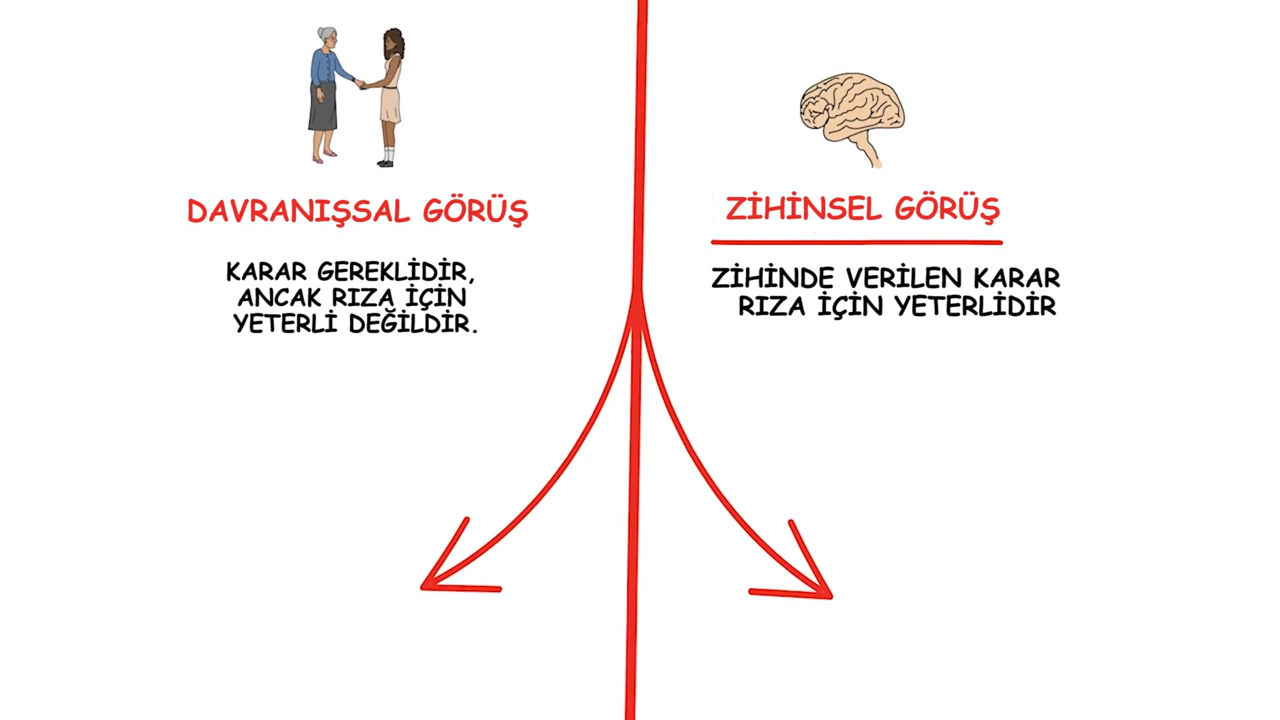 DAVRANIŞSAL GÖRÜŞ
KARAR GEREKLİDİR,
ANCAK RIZA İÇİN
YETERLİ DEĞİLDİR.
ZİHİNSEL GÖRÜŞ
ZİHİNDE VERİLEN KARAR
RIZA İÇİN YETERLİDİR